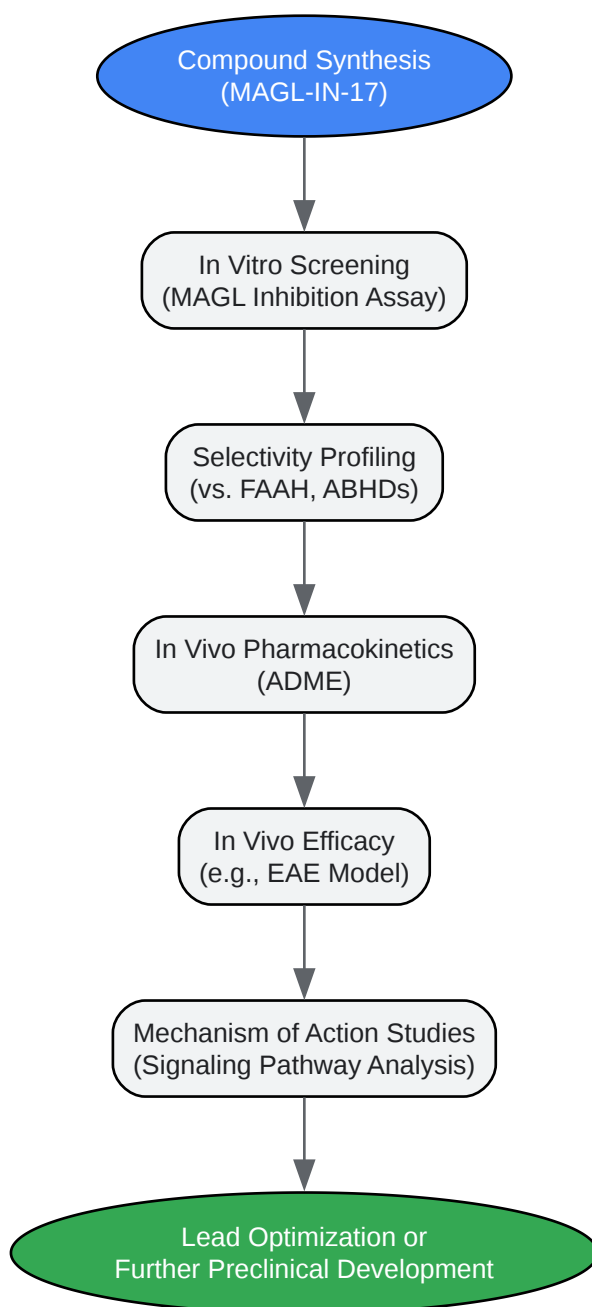 Compound Synthesis
(MAGL-IN-17)
In Vitro Screening
(MAGL Inhibition Assay)
Selectivity Profiling
(vs. FAAH, ABHDs)
In Vivo Pharmacokinetics
(ADME)
In Vivo Efficacy
(e.g., EAE Model)
Mechanism of Action Studies
(Signaling Pathway Analysis)
Lead Optimization or
Further Preclinical Development